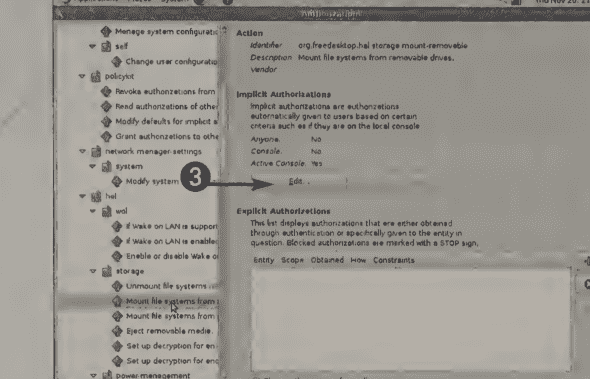 Authorizations
Manage system configuratic
self
Change user configuratio
policykit
Revoke authorizations from
Read authorizations of other
Modify defaults for implicit s
Grant authorizations to othe
network manager settings
system
Modify system
hal
wol
If Wake on LAN is support
If Wake on LAN is enabled
Enable or disable Wake o
storage
Unmount file systems
Mount file systems from
Mount file systems from
Eject removable media.
Set up decryption for en
Set up decryption for enc
power management
Action
Identifier org.freedesktop.hal storage mount-removable
Description Mount file systems from removable drives.
Vendor
Implicit Authorizations
Implicit authorizations are authorizations
automatically given to users based on certain
criteria such as if they are on the local console
Anyone. No
Console. No
Active Console. Yes
3
Edit. .
Explicit Authorizations
This list displays authorizations that are either obtained
through authentication or specifically given to the entity in
question. Blocked authorizations are marked with a STOP sign.
Entity Scope Obtained How Constraints